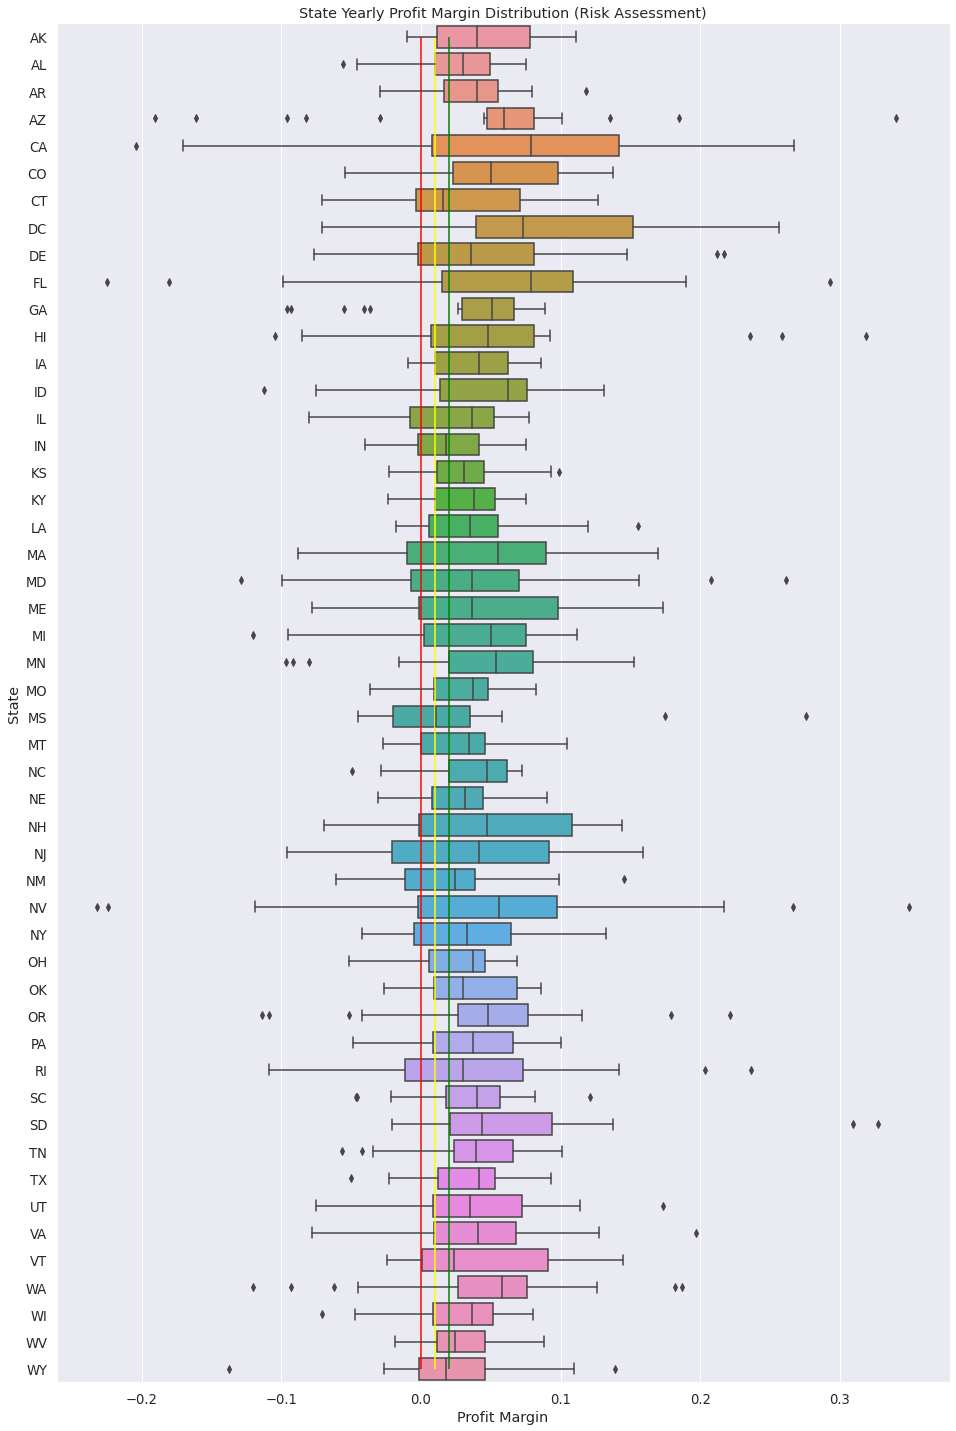 State Yearly Profit Margin Distribution (Risk Assessment)
AK
AL
AR
AZ
CA
CO
CT
DC
DE
FL
GA
HI
IA
ID
IL
IN
KS
KY
LA
MA
MD
ME
MI
MN
MO
MS
MT
NC
NE
NH
NJ
NM
NV
NY
OH
OK
OR
PA
RI
SC
SD
TN
TX
UT
VA
VT
WA
WI
WV
WY
State
−0.2 −0.1 0.0 0.1 0.2 0.3
Profit Margin